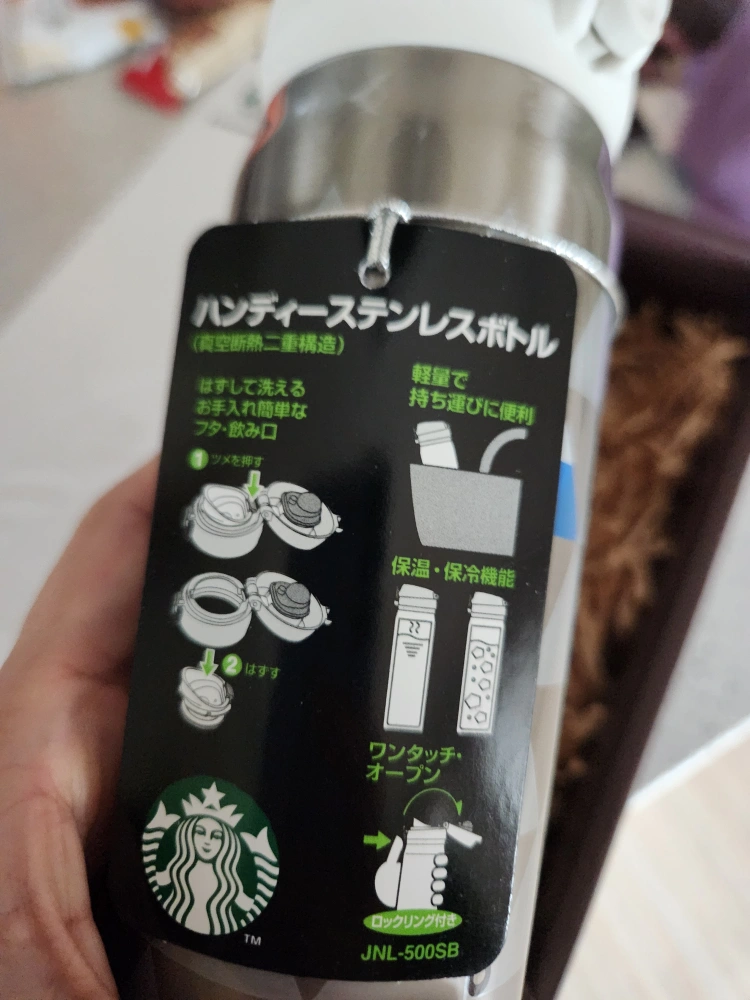 ハンディーステンレスボトル
(真空断熱二重構造)
はずして洗える
お手入れ簡単な
フタ・飲み口
1 ツメを押す
2 はずす
軽量で
持ち運びに便利
保温・保冷機能
ワンタッチ・
オープン
ロックリング付き
JNL-500SB
TM